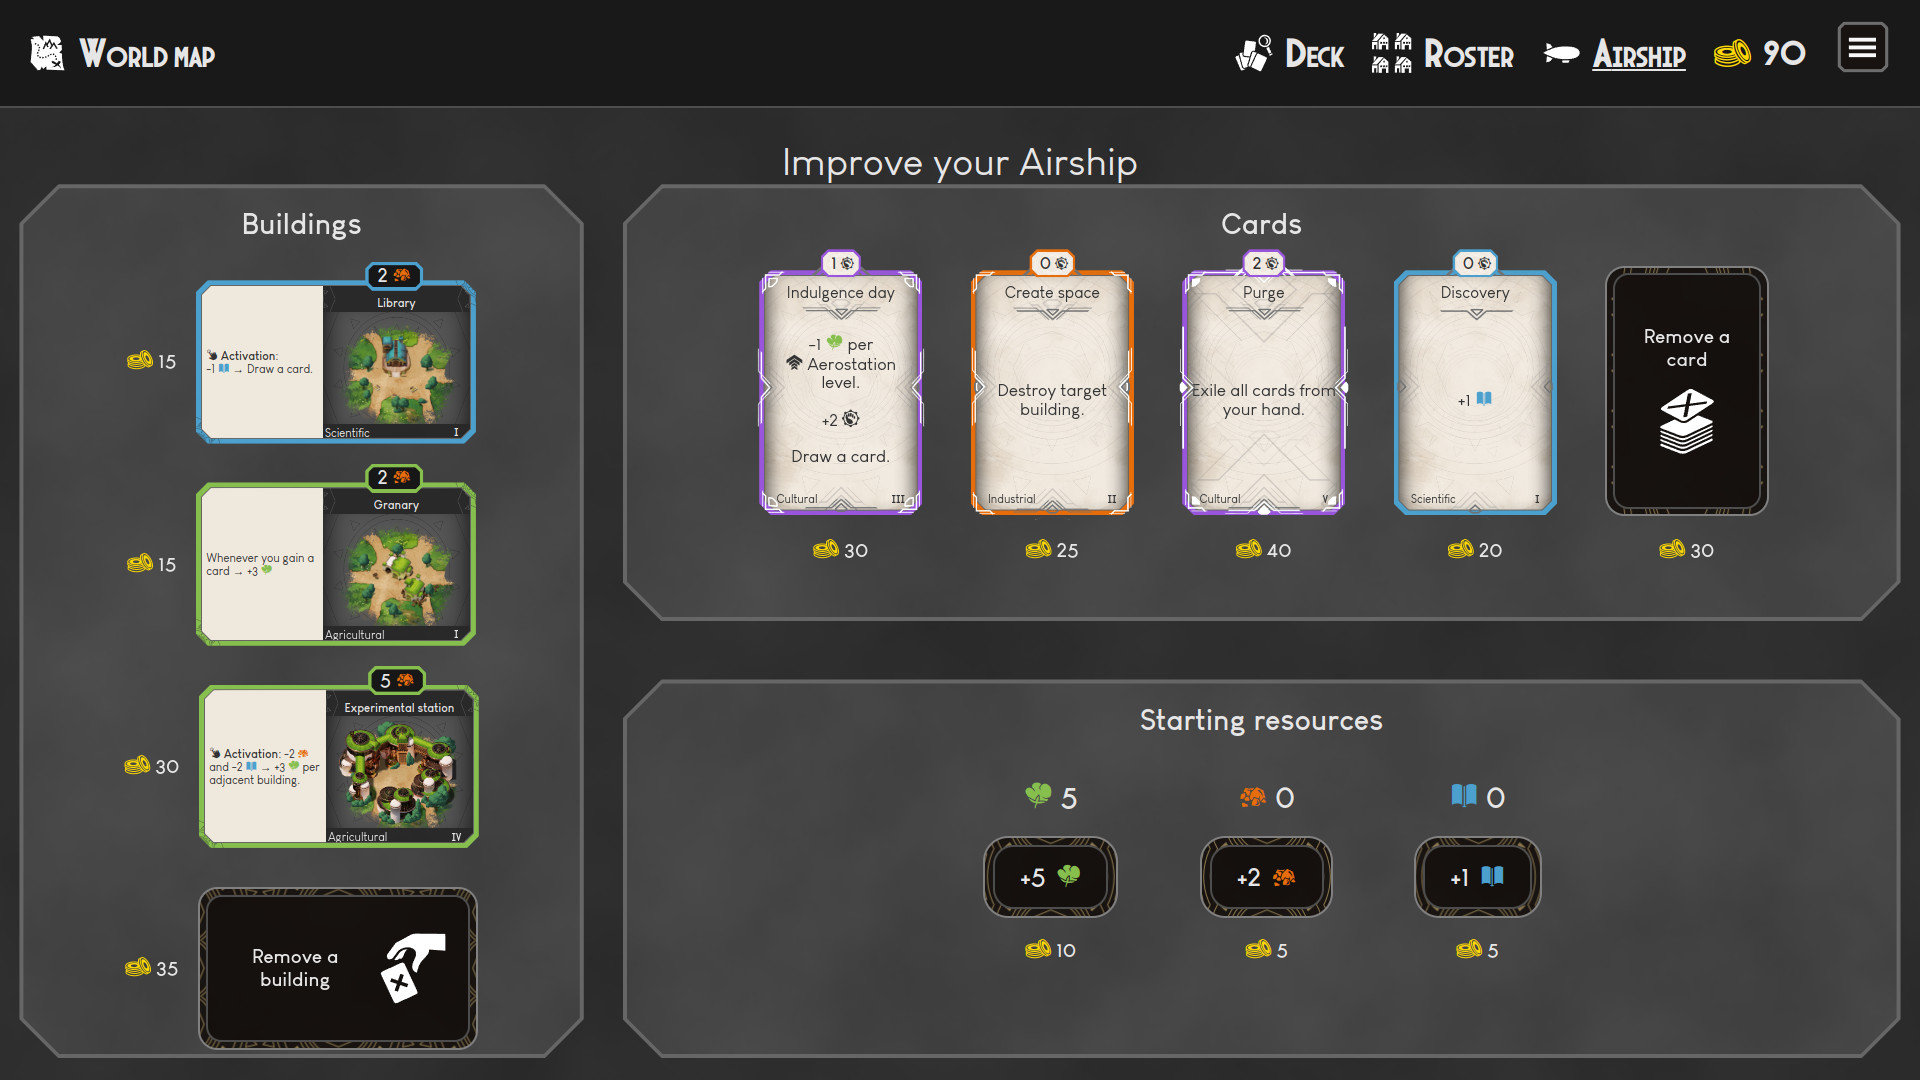 World map
Deck
Roster
Airship
90
Improve your Airship
Buildings
2
Library
Activation:
-1 → Draw a card.
Scientific I
15
2
Granary
Whenever you gain a
card → +3
Agricultural I
15
5
Experimental station
Activation: -2
and -2 → +3 per
adjacent building.
Agricultural IV
30
Remove a
building
35
Cards
1
Indulgence day
-1 per
Aerostation
level.
+2
Draw a card.
Cultural III
30
0
Create space
Destroy target
building.
Industrial II
25
2
Purge
Exile all cards from
your hand.
Cultural V
40
0
Discovery
+1
Scientific I
20
Remove a
card
30
Starting resources
5
0
0
+5
+2
+1
10
5
5